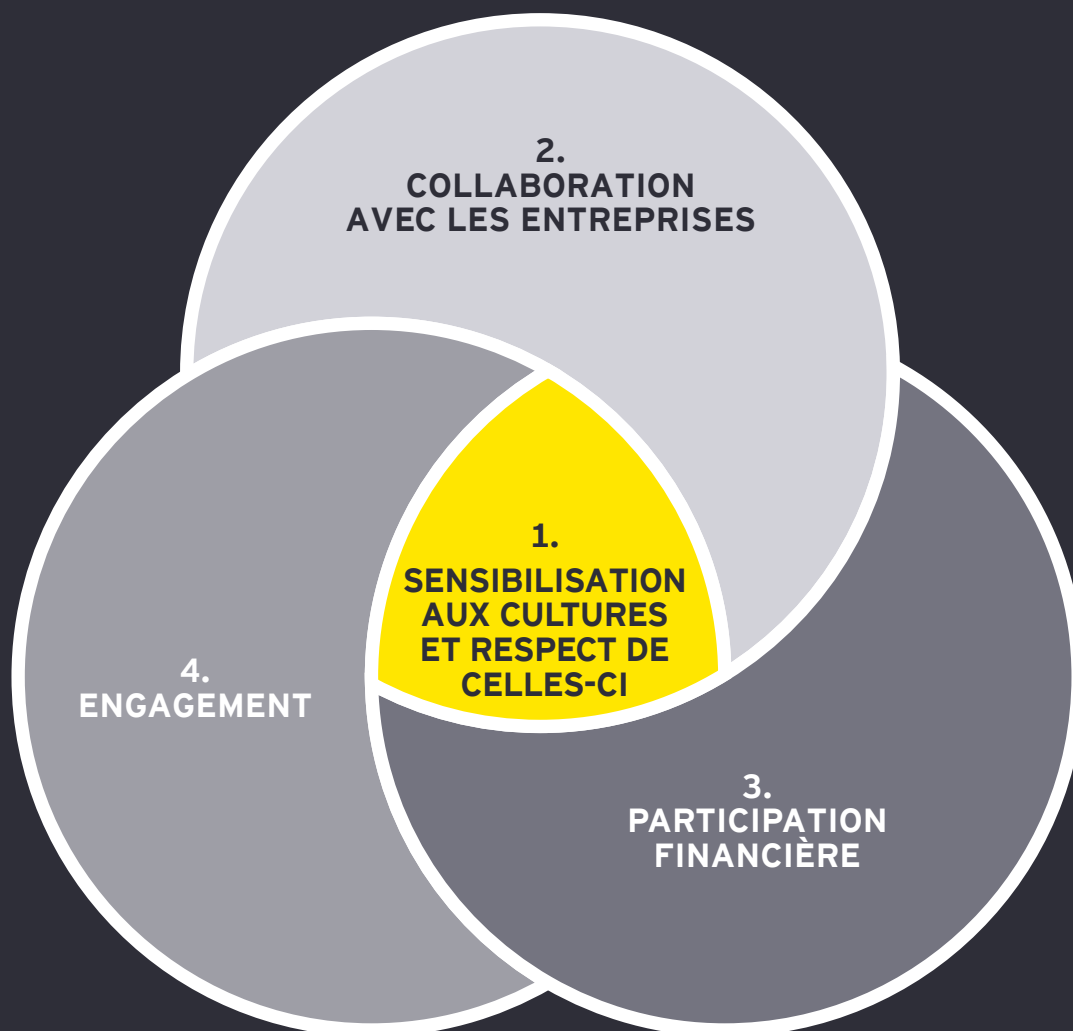 2.
COLLABORATION
AVEC LES ENTREPRISES
1.
SENSIBILISATION
AUX CULTURES
ET RESPECT DE
CELLES-CI
4.
ENGAGEMENT
3.
PARTICIPATION
FINANCIÈRE